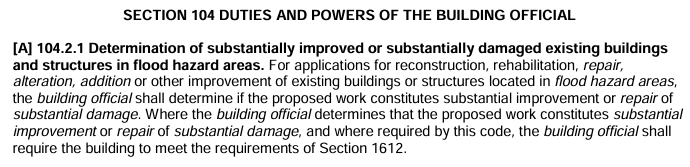 SECTION 104 DUTIES AND POWERS OF THE BUILDING OFFICIAL
[A] 104.2.1 Determination of substantially improved or substantially damaged existing buildings
and structures in flood hazard areas. For applications for reconstruction, rehabilitation, repair,
alteration, addition or other improvement of existing buildings or structures located in flood hazard areas,
the building official shall determine if the proposed work constitutes substantial improvement or repair of
substantial damage. Where the building official determines that the proposed work constitutes substantial
improvement or repair of substantial damage, and where required by this code, the building official shall
require the building to meet the requirements of Section 1612.